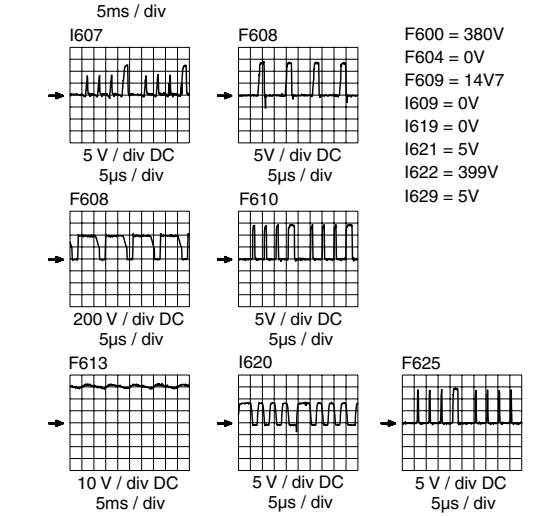 5ms / div
I607
F608
5 V / div DC
5µs / div
5V / div DC
5µs / div
F600 = 380V
F604 = 0V
F609 = 14V7
I609 = 0V
I619 = 0V
I621 = 5V
I622 = 399V
I629 = 5V
F608
F610
200 V / div DC
5µs / div
5V / div DC
5µs / div
F613
I620
F625
10 V / div DC
5ms / div
5 V / div DC
5µs / div
5 V / div DC
5µs / div